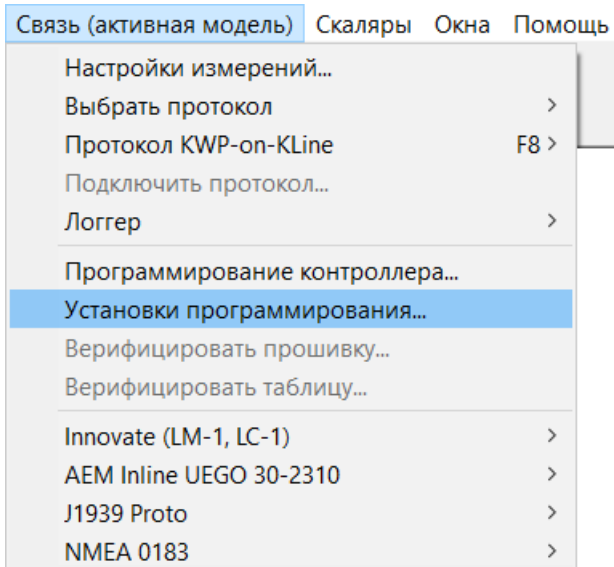 Связь (активная модель) Скаляры Окна Помощь
Настройки измерений...
Выбрать протокол >
Протокол KWP-on-KLine F8 >
Подключить протокол...
Логгер >
Программирование контроллера...
Установки программирования...
Верифицировать прошивку...
Верифицировать таблицу...
Innovate (LM-1, LC-1) >
AEM Inline UEGO 30-2310 >
J1939 Proto >
NMEA 0183 >